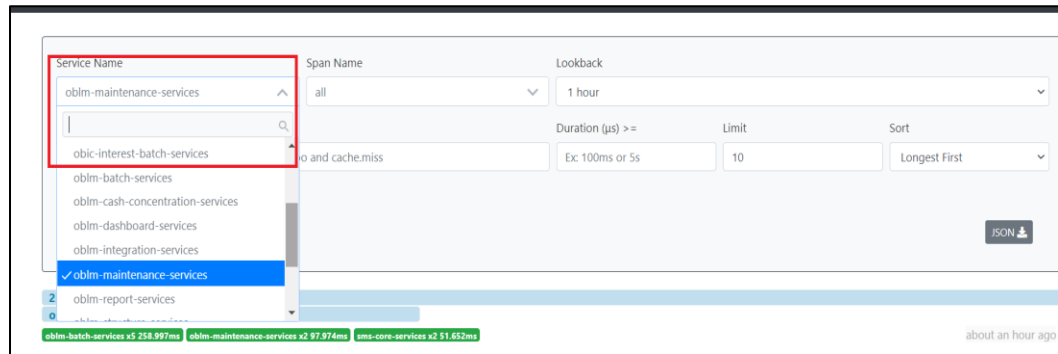 Service Name Span Name Lookback
oblm-maintenance-services all 1 hour
Duration (μs) >= Limit Sort
obic-interest-batch-services oo and cache.miss Ex: 100ms or 5s 10 Longest First
oblm-batch-services
oblm-cash-concentration-services
oblm-dashboard-services
oblm-integration-services JSON
oblm-maintenance-services
2 oblm-report-services
o
oblm-batch-services x5 258.997ms oblm-maintenance-services x2 97.974ms sms-core-services x2 51.652ms about an hour ago